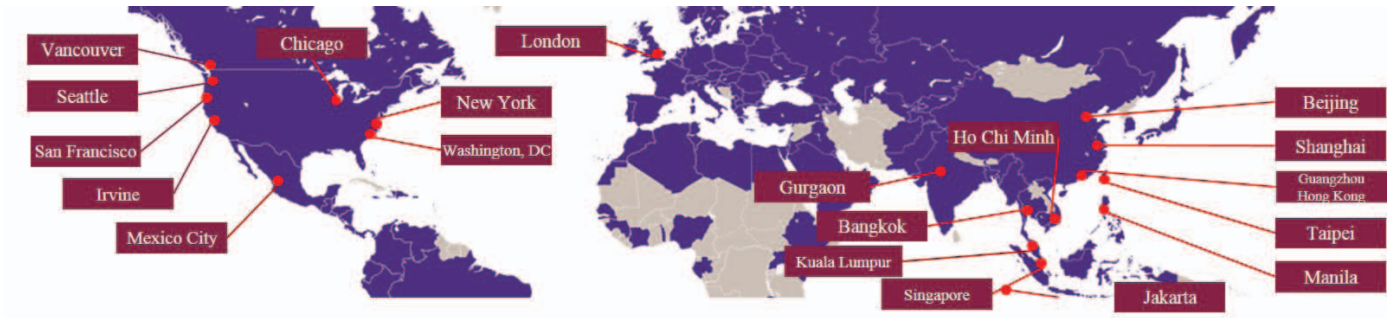 Vancouver
Chicago
London
Seattle
New York
Beijing
San Francisco
Washington, DC
Ho Chi Minh
Shanghai
Irvine
Gurgaon
Guangzhou
Hong Kong
Mexico City
Bangkok
Taipei
Kuala Lumpur
Manila
Singapore
Jakarta